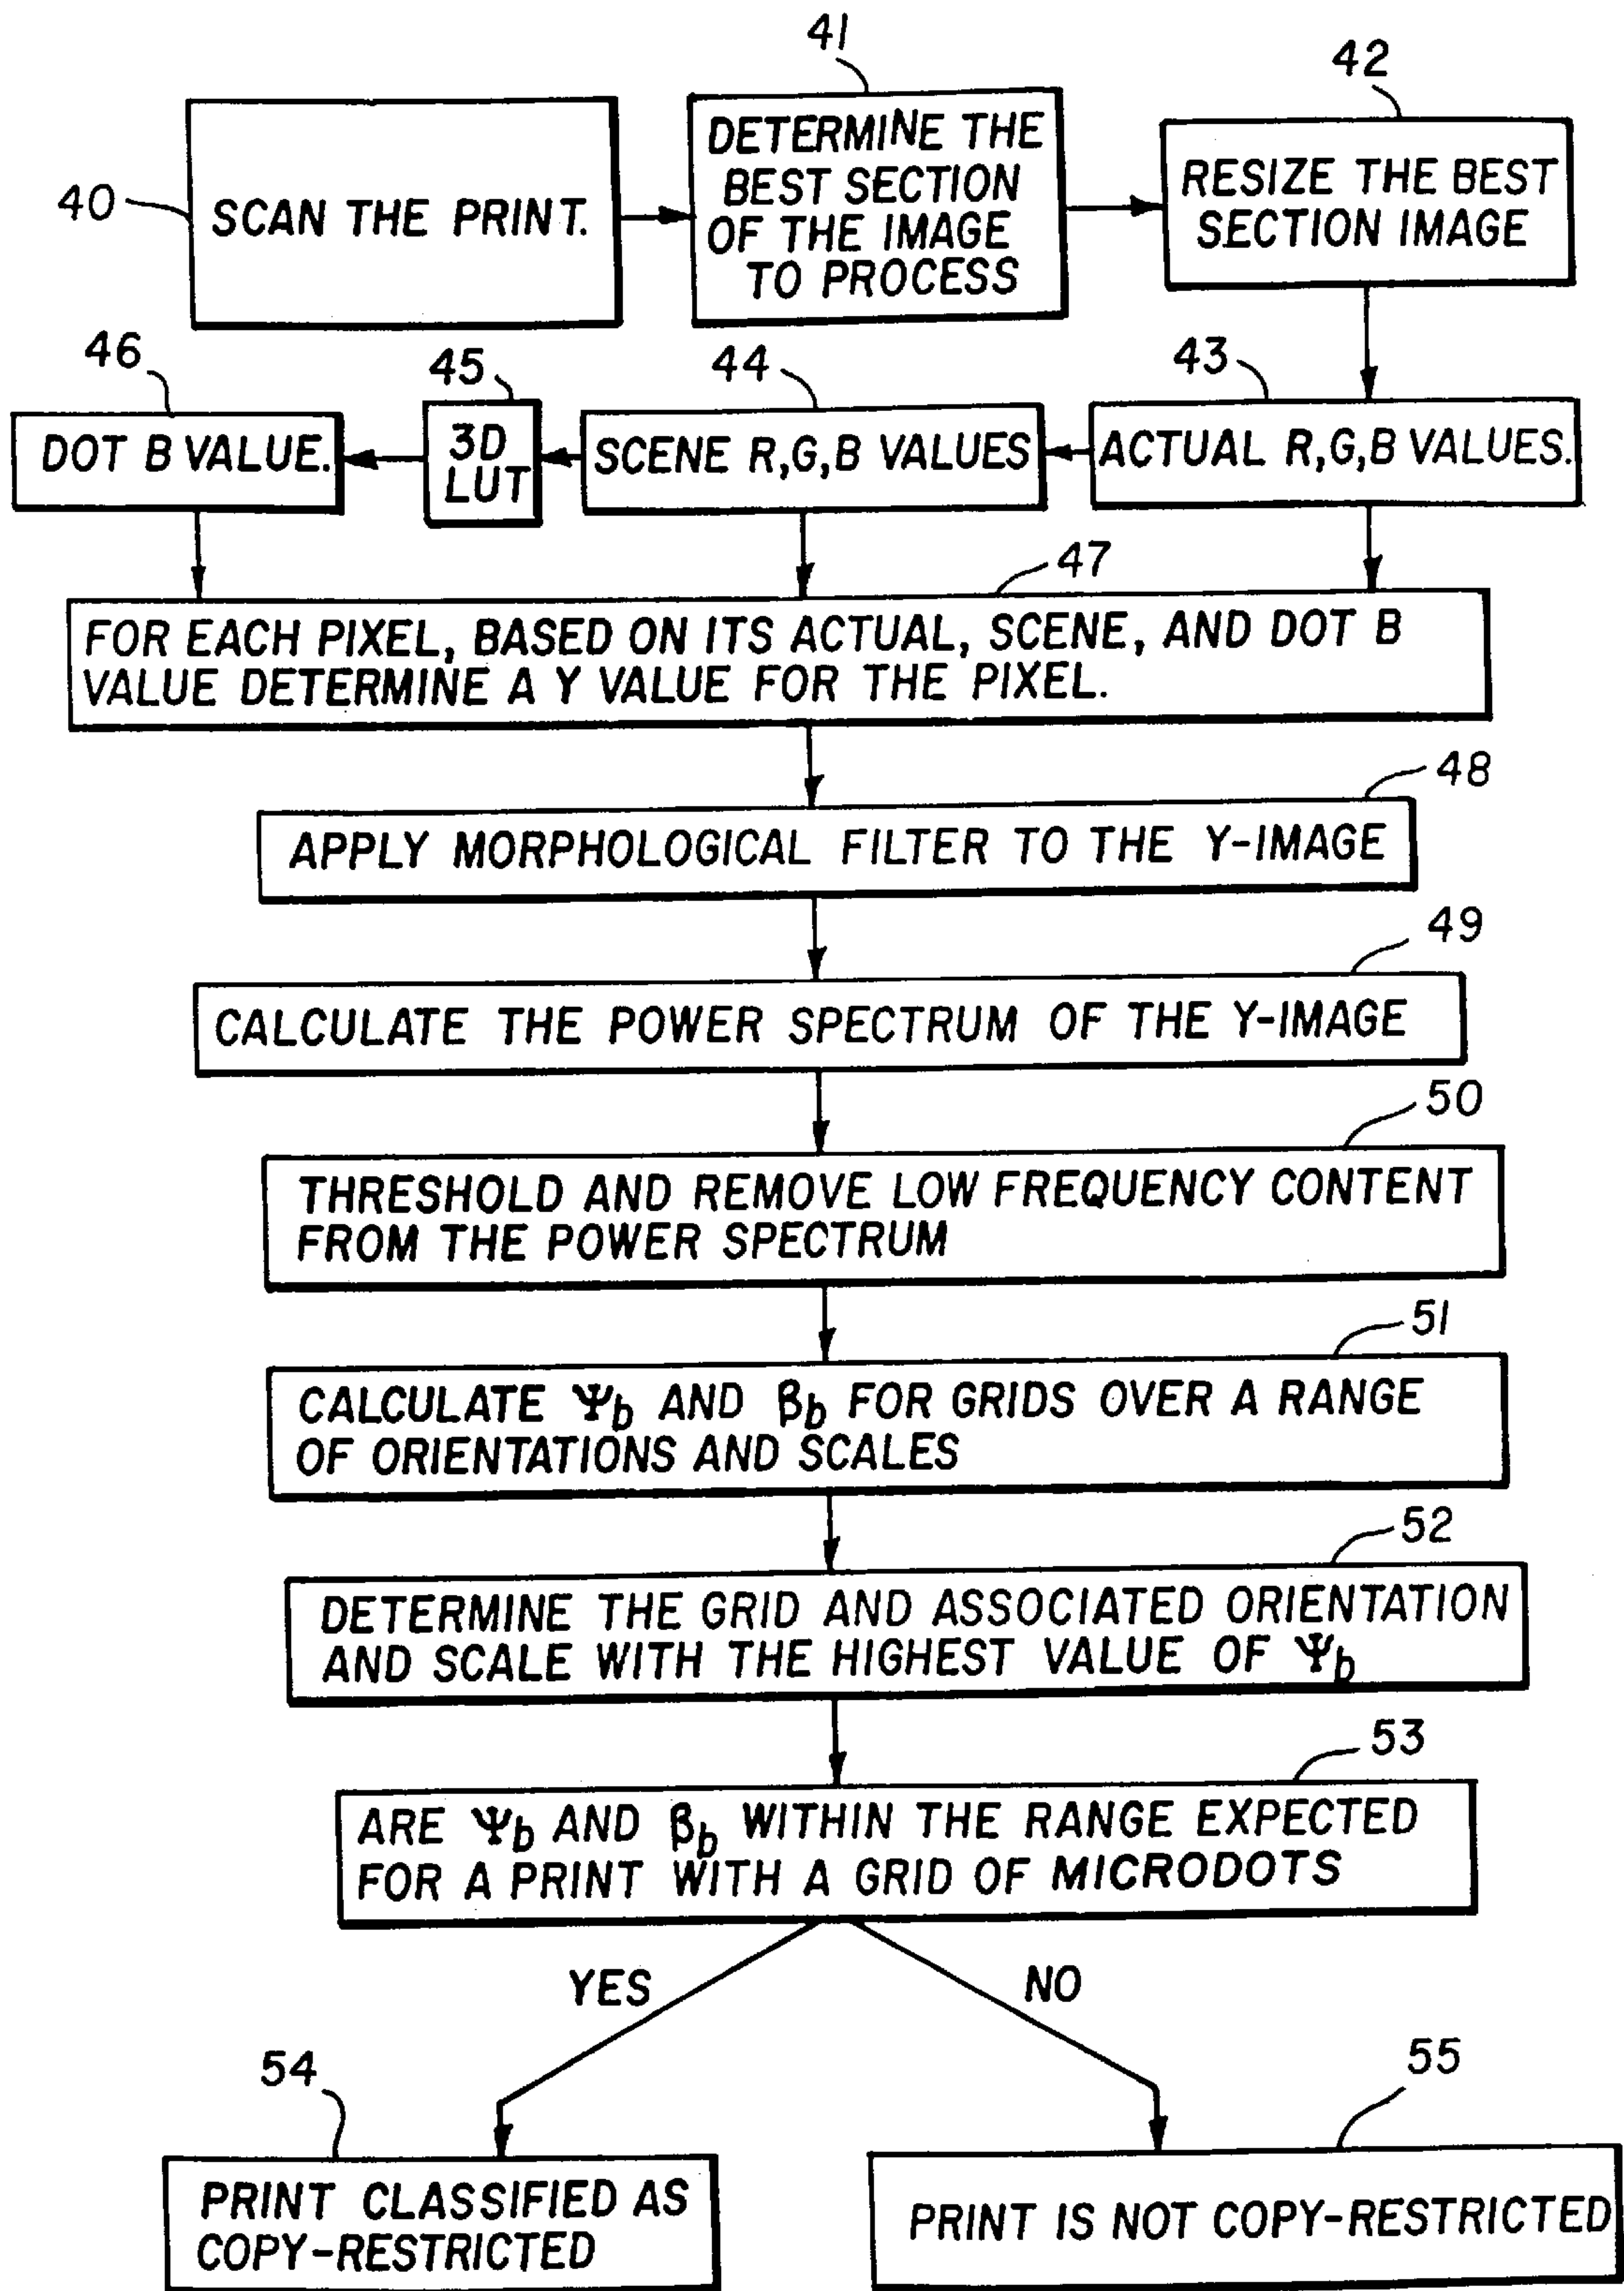 41
42
40
SCAN THE PRINT.
DETERMINE THE
BEST SECTION
OF THE IMAGE
TO PROCESS
RESIZE THE BEST
SECTION IMAGE
46
45
44
43
DOT B VALUE.
3D
LUT
SCENE R,G,B VALUES
ACTUAL R,G,B VALUES.
47
FOR EACH PIXEL, BASED ON ITS ACTUAL, SCENE, AND DOT B
VALUE DETERMINE A Y VALUE FOR THE PIXEL.
48
APPLY MORPHOLOGICAL FILTER TO THE Y-IMAGE
49
CALCULATE THE POWER SPECTRUM OF THE Y-IMAGE
50
THRESHOLD AND REMOVE LOW FREQUENCY CONTENT
FROM THE POWER SPECTRUM
51
CALCULATE Ψb AND βb FOR GRIDS OVER A RANGE
OF ORIENTATIONS AND SCALES
52
DETERMINE THE GRID AND ASSOCIATED ORIENTATION
AND SCALE WITH THE HIGHEST VALUE OF Ψb
53
ARE Ψb AND βb WITHIN THE RANGE EXPECTED
FOR A PRINT WITH A GRID OF MICRODOTS
YES
NO
54
55
PRINT CLASSIFIED AS
COPY-RESTRICTED
PRINT IS NOT COPY-RESTRICTED